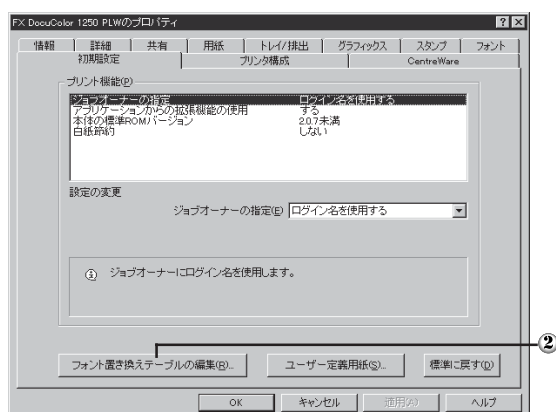 FX DocuColor 1250 PLWのプロパティ
情報 詳細 共有 用紙 トレイ/排出 グラフィックス スタンプ フォント
初期設定 プリンタ構成 CentreWare
プリント機能(P)
ジョブオーナーの指定 ログイン名を使用する
アプリケーションからの拡張機能の使用 する
本体の標準ROMバージョン 2.0.7未満
白紙節約 しない
設定の変更
ジョブオーナーの指定(E) ログイン名を使用する
ジョブオーナーにログイン名を使用します。
2
フォント置き換えテーブルの編集(R)... ユーザー定義用紙(S)... 標準に戻す(D)
OK キャンセル 適用(A) ヘルプ